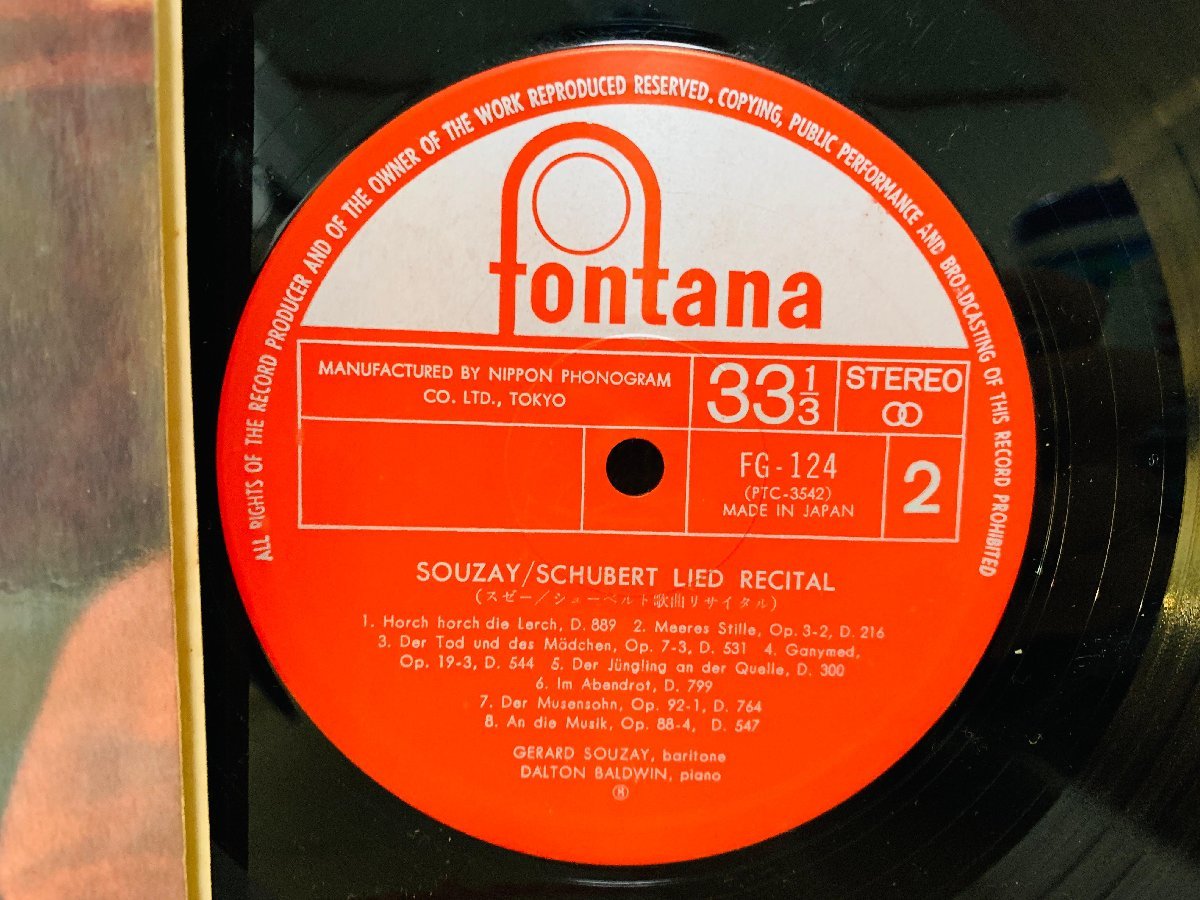 ALL RIGHTS OF THE RECORD PRODUCER AND OF THE OWNER OF THE WORK REPRODUCED RESERVED. COPYING, PUBLIC PERFORMANCE AND BROADCASTING OF THIS RECORD PROHIBITED
fontana
MANUFACTURED BY NIPPON PHONOGRAM
CO. LTD., TOKYO
33 1/3
STEREO
FG-124
(PTC-3542)
MADE IN JAPAN
2
SOUZAY/SCHUBERT LIED RECITAL
(スゼー/シューベルト歌曲リサイタル)
1. Horch horch die Lerch, D. 889 2. Meeres Stille, Op. 3-2, D. 216
3. Der Tod und des Mädchen, Op. 7-3, D. 531 4. Ganymed,
Op. 19-3, D. 544 5. Der Jüngling an der Quelle, D. 300
6. Im Abendrot, D. 799
7. Der Musensohn, Op. 92-1, D. 764
8. An die Musik, Op. 88-4, D. 547
GERARD SOUZAY, baritone
DALTON BALDWIN, piano